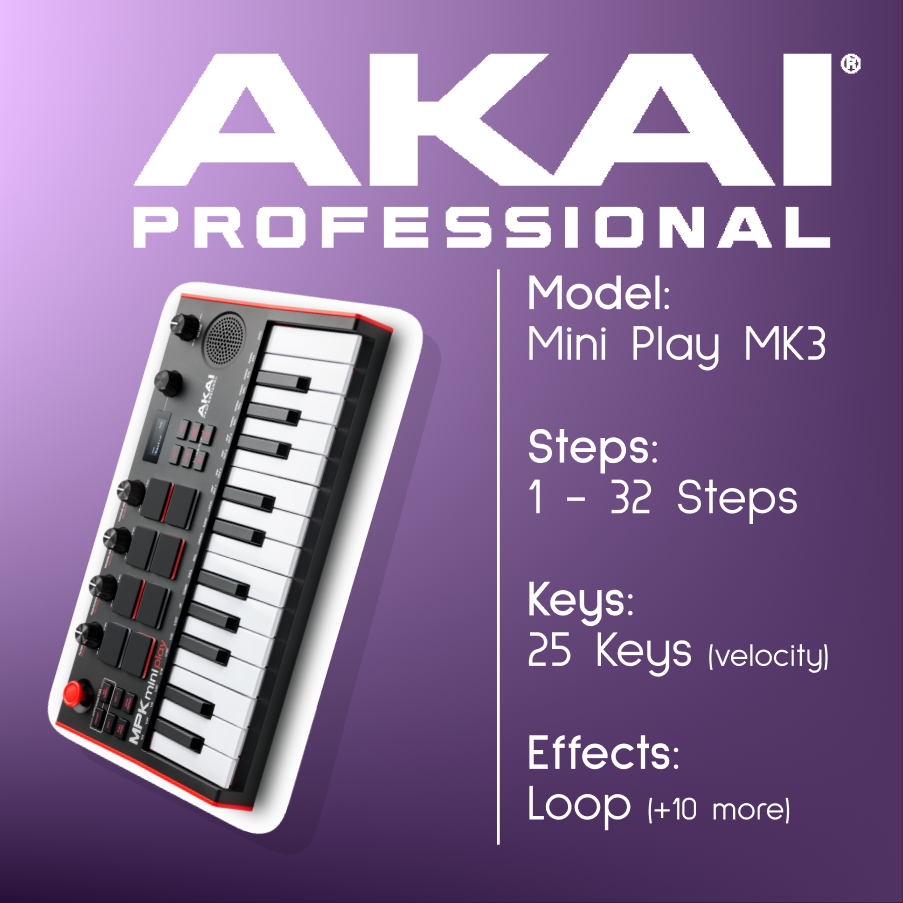 AKAI®
PROFESSIONAL
Model:
Mini Play MK3
Steps:
1 - 32 Steps
Keys:
25 Keys (velocity)
Effects:
Loop (+10 more)
AKAI
MPK mini play